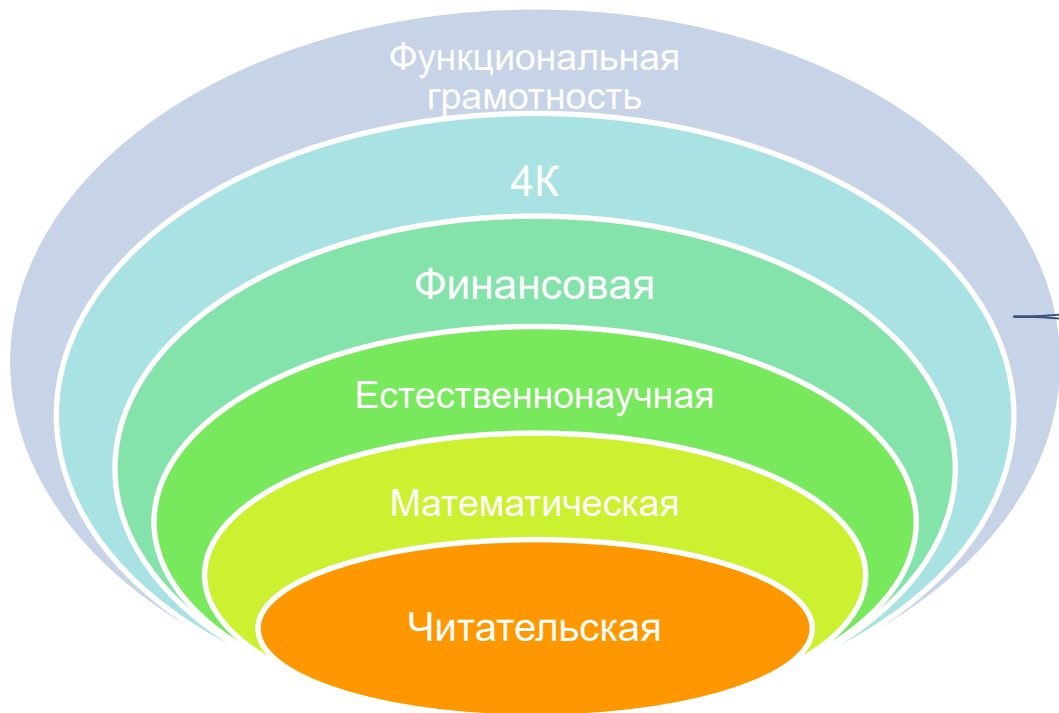 Функциональная
грамотность
4К
Финансовая
Естественнонаучная
Математическая
Читательская